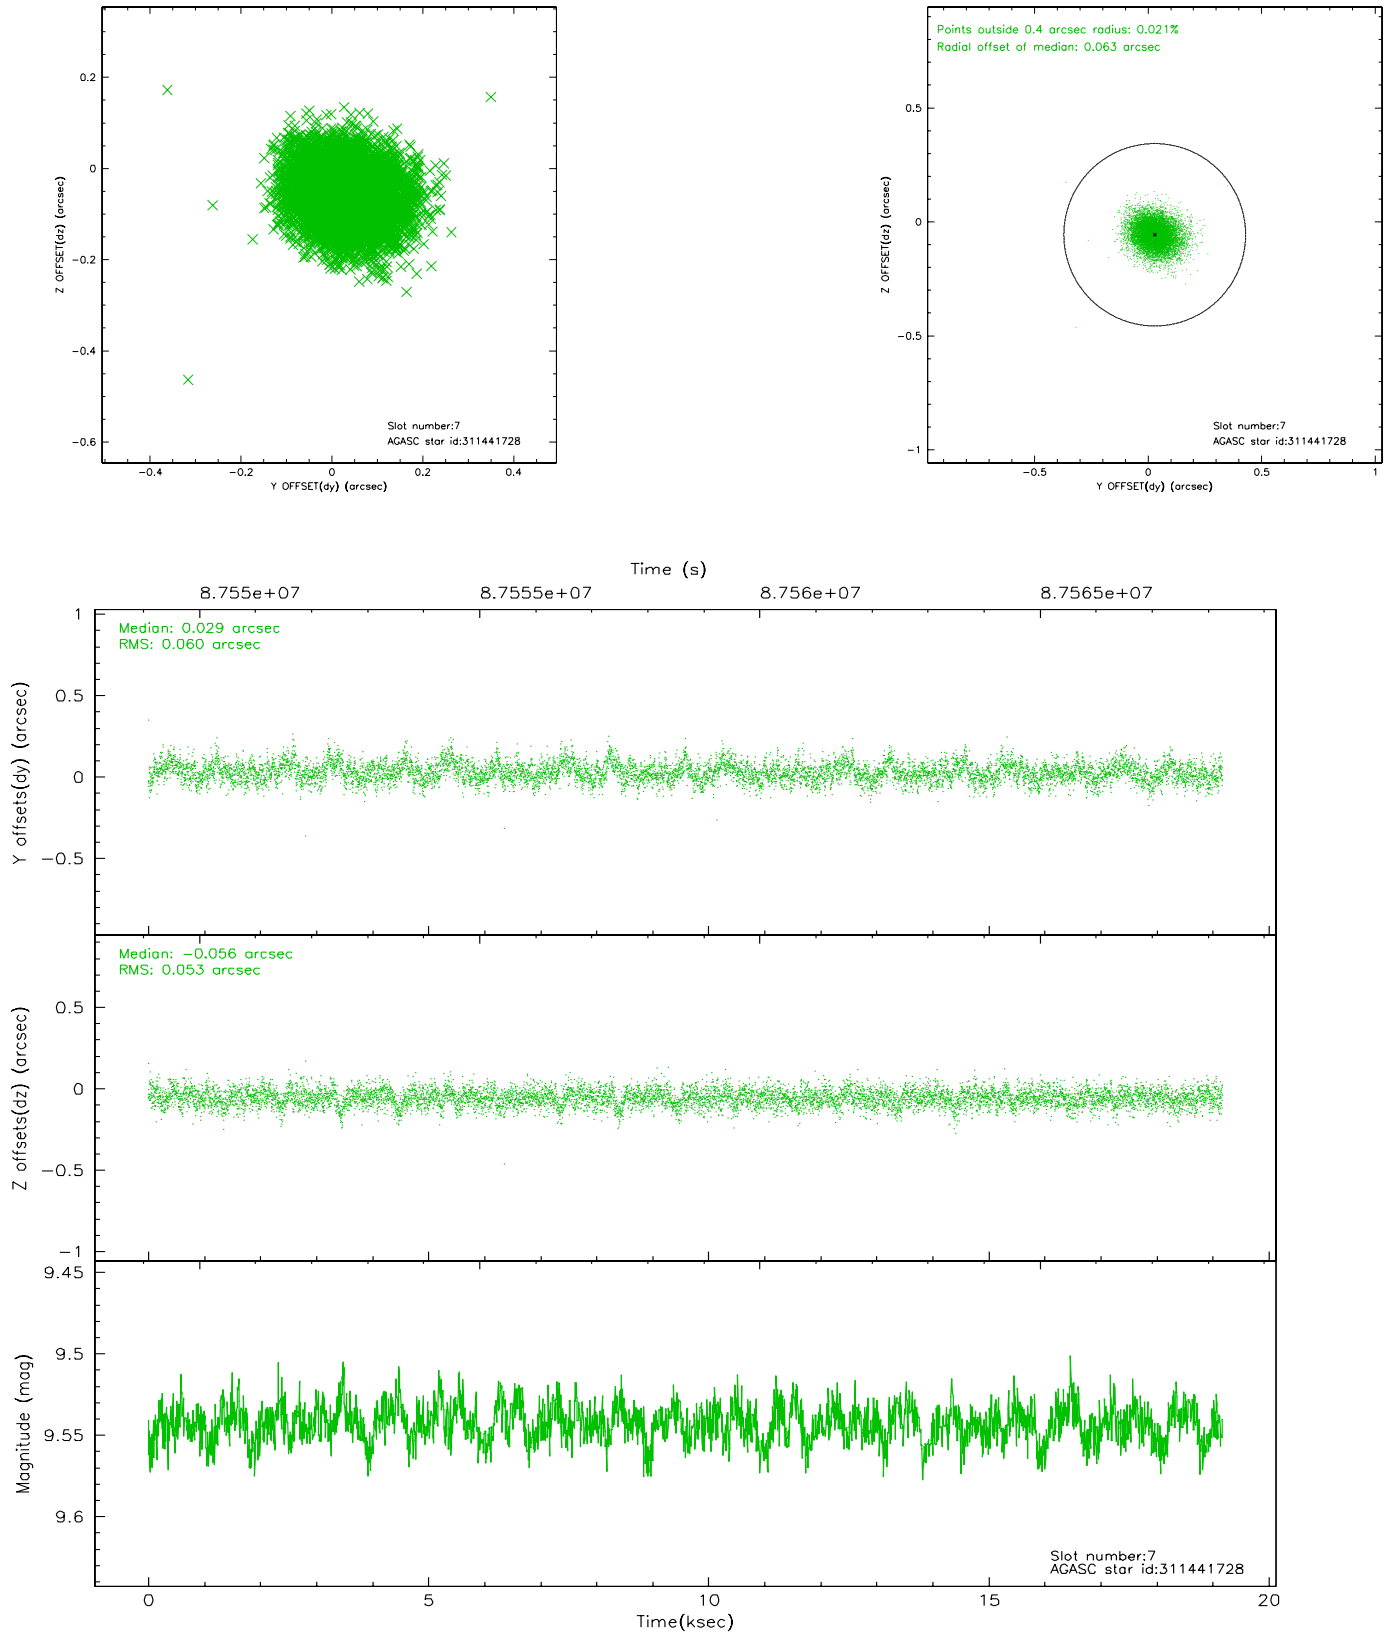 0.2
0
−0.2
−0.4
−0.6
Z OFFSET(dz) (arcsec)
Slot number:7
AGASC star id:311441728
−0.4
−0.2
0
0.2
0.4
Y OFFSET(dy) (arcsec)
Points outside 0.4 arcsec radius: 0.021%
Radial offset of median: 0.063 arcsec
0.5
0
−0.5
−1
Z OFFSET(dz) (arcsec)
Slot number:7
AGASC star id:311441728
−0.5
0
0.5
1
Y OFFSET(dy) (arcsec)
Time (s)
8.755e+07
8.7555e+07
8.756e+07
8.7565e+07
Median: 0.029 arcsec
RMS: 0.060 arcsec
1
0.5
0
−0.5
Y offsets(dy) (arcsec)
Median: −0.056 arcsec
RMS: 0.053 arcsec
0.5
0
−0.5
−1
Z offsets(dz) (arcsec)
9.45
9.5
9.55
9.6
Magnitude (mag)
Slot number:7
AGASC star id:311441728
0
5
10
15
20
Time(ksec)